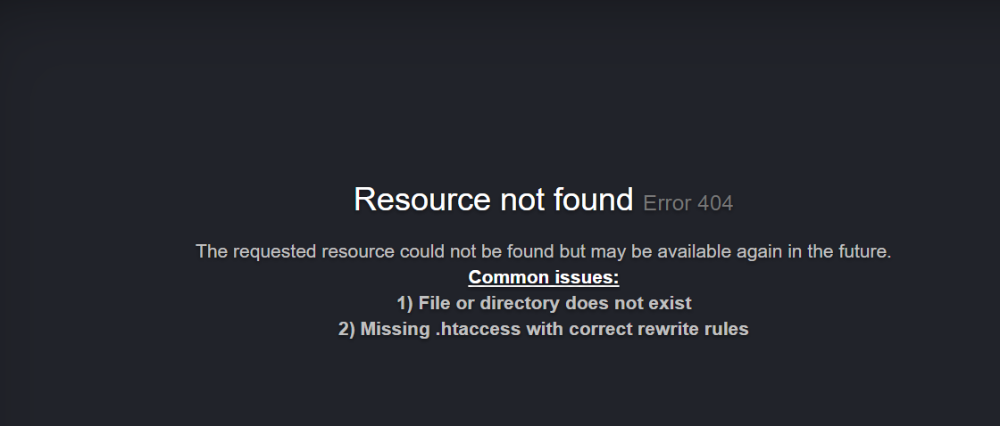 Resource not found Error 404
The requested resource could not be found but may be available again in the future.
Common issues:
1) File or directory does not exist
2) Missing .htaccess with correct rewrite rules